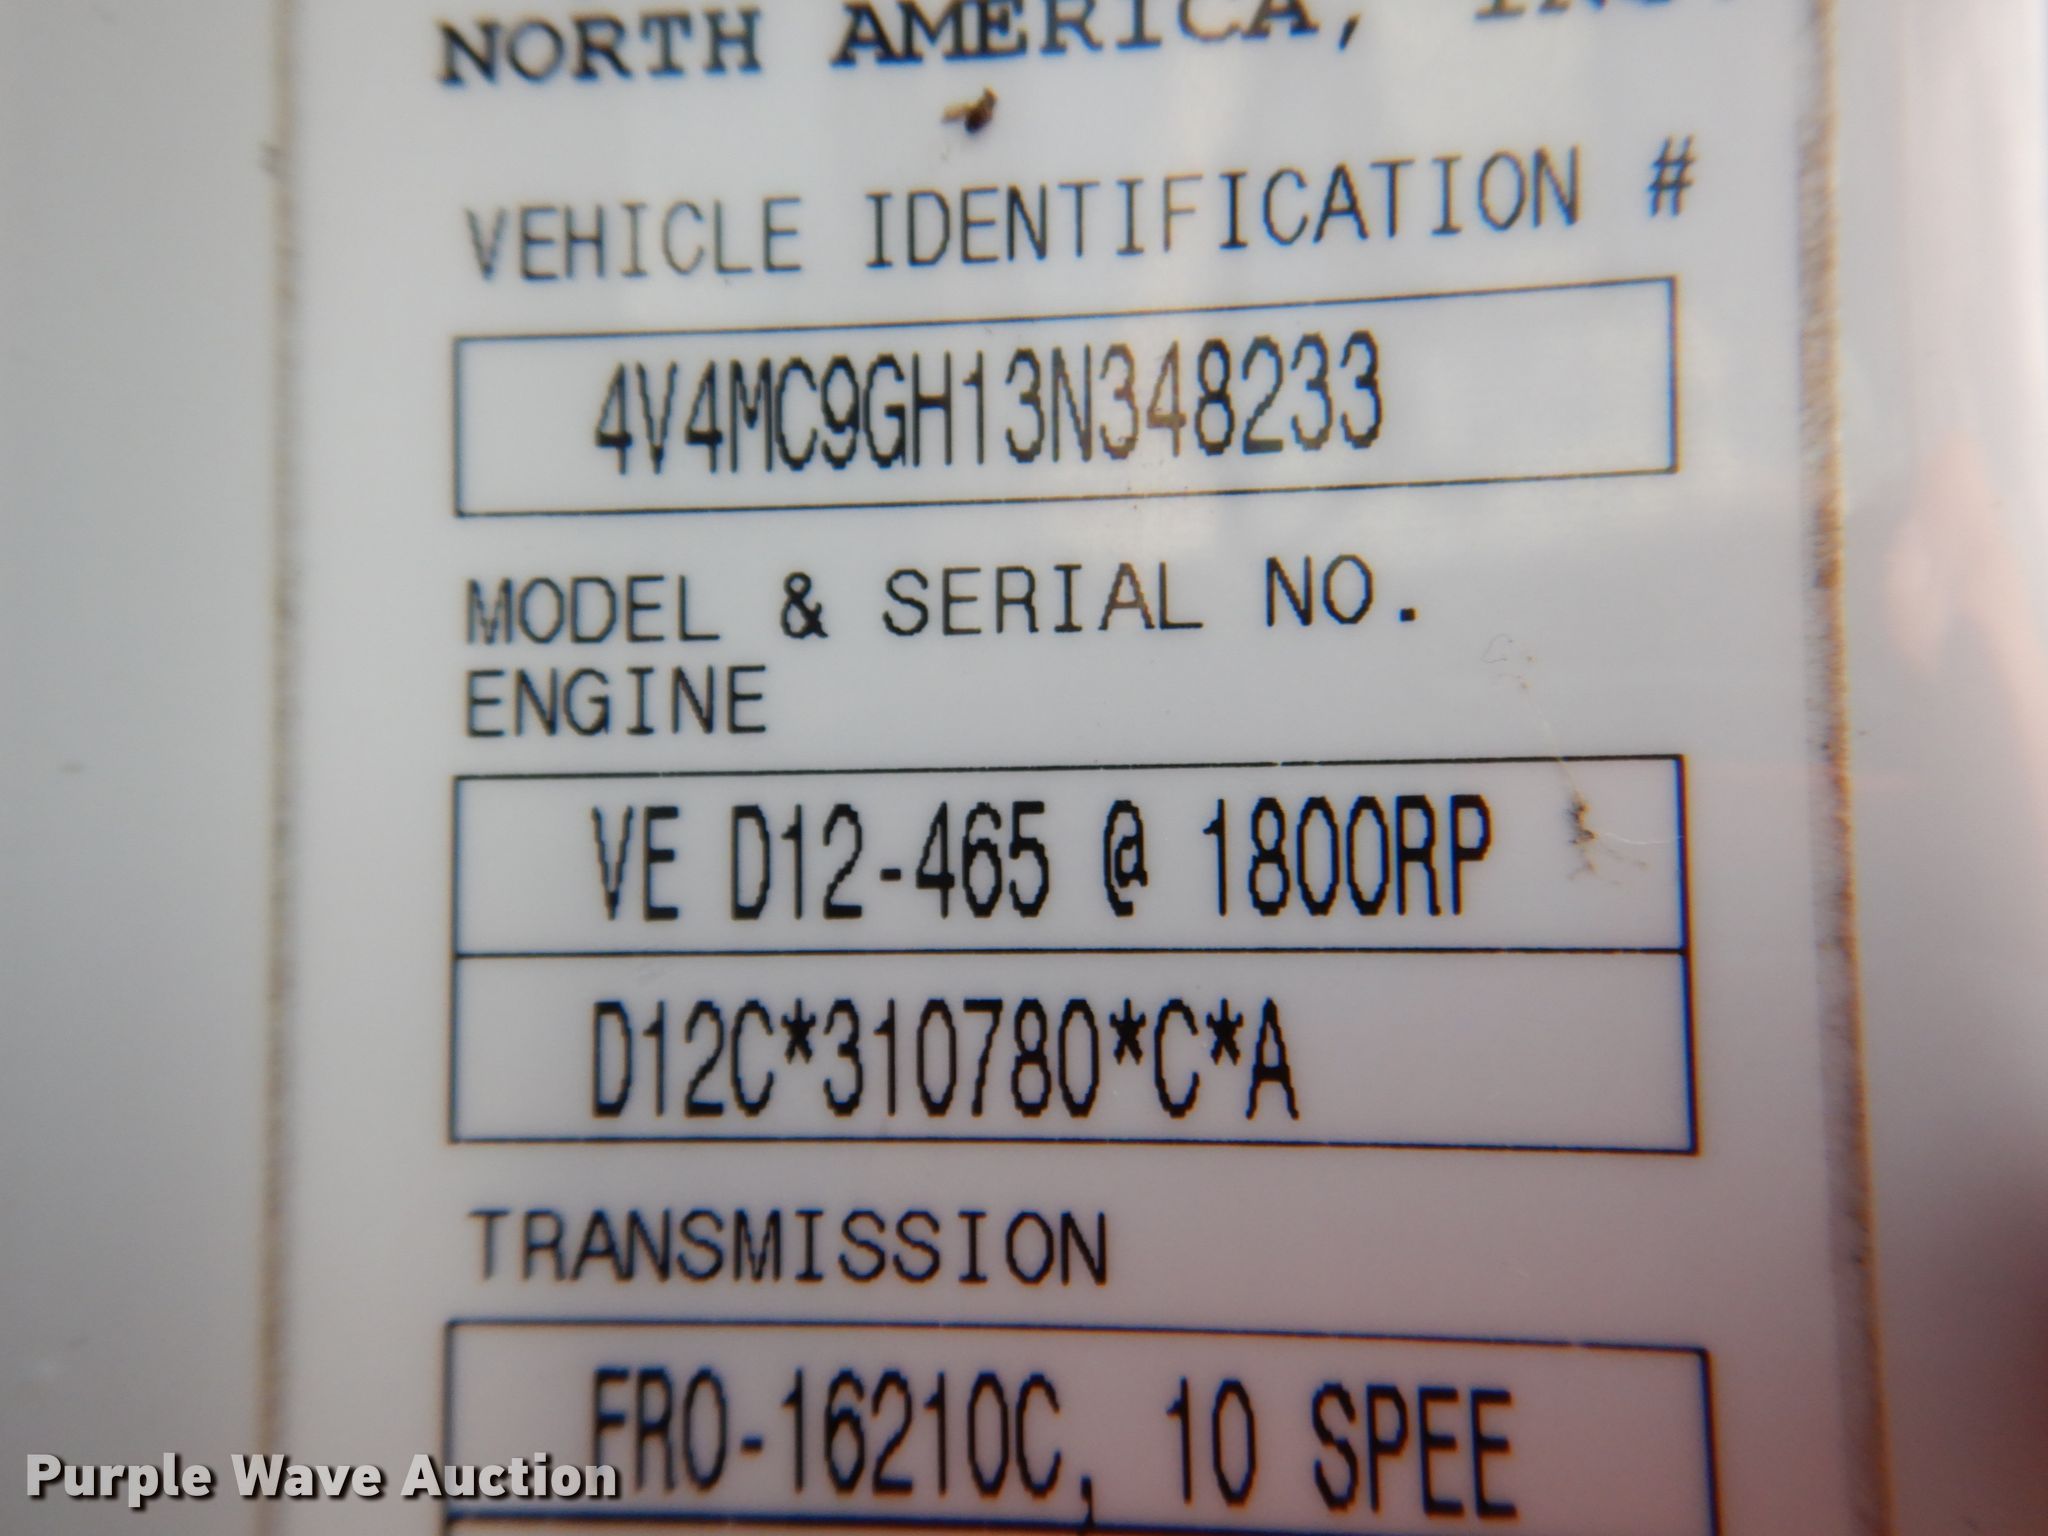 NORTH AMERICA, INC.
VEHICLE IDENTIFICATION #
4V4MC9GH13N348233
MODEL & SERIAL NO.
ENGINE
VE D12-465 @ 1800RP
D12C*310780*C*A
TRANSMISSION
FRO-16210C, 10 SPEE
Purple Wave Auction